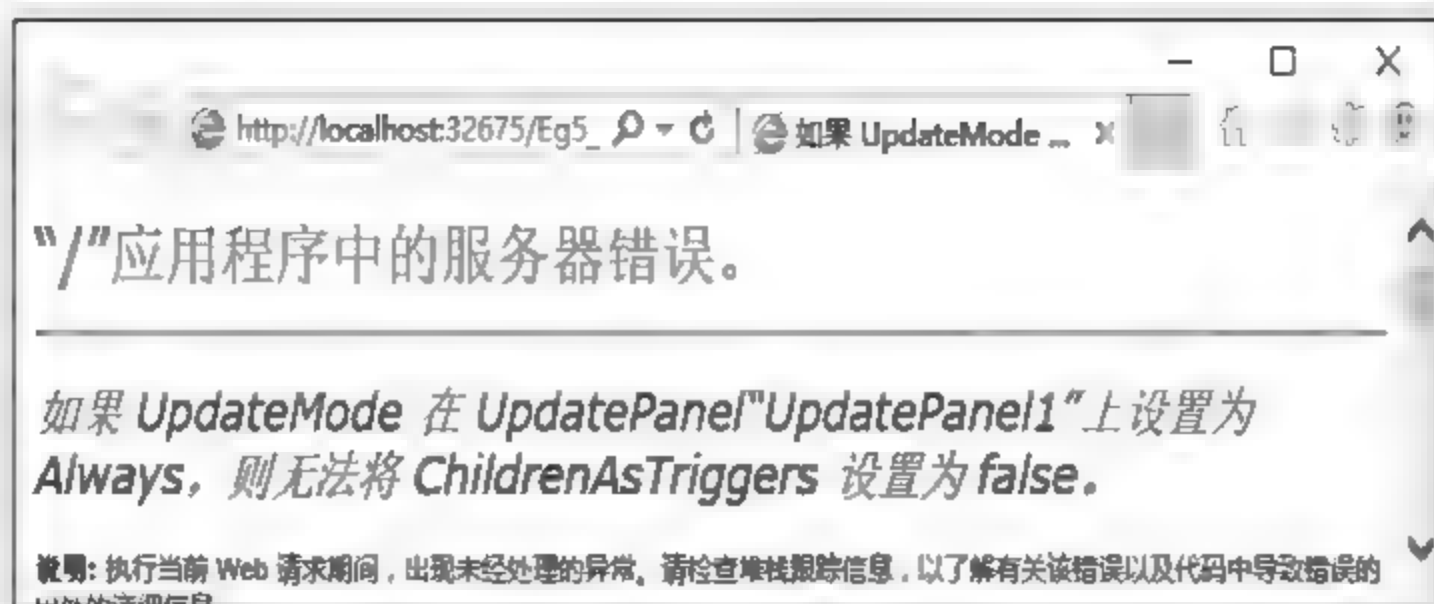 http://localhost:32675/Eg5_ 如果 UpdateMode ...
“/”应用程序中的服务器错误。
如果 UpdateMode 在 UpdatePanel“UpdatePanel1”上设置为
Always，则无法将 ChildrenAsTriggers 设置为 false。
说明: 执行当前 Web 请求期间，出现未经处理的异常。请检查堆栈跟踪信息，以了解有关该错误以及代码中导致错误的